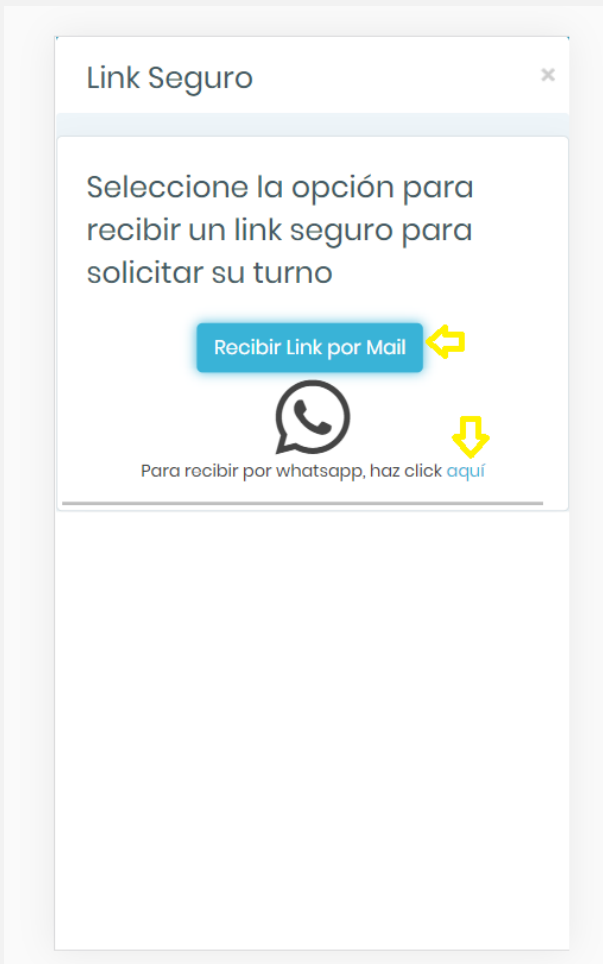 Link Seguro
×
Seleccione la opción para
recibir un link seguro para
solicitar su turno
Recibir Link por Mail
Para recibir por whatsapp, haz click aquí